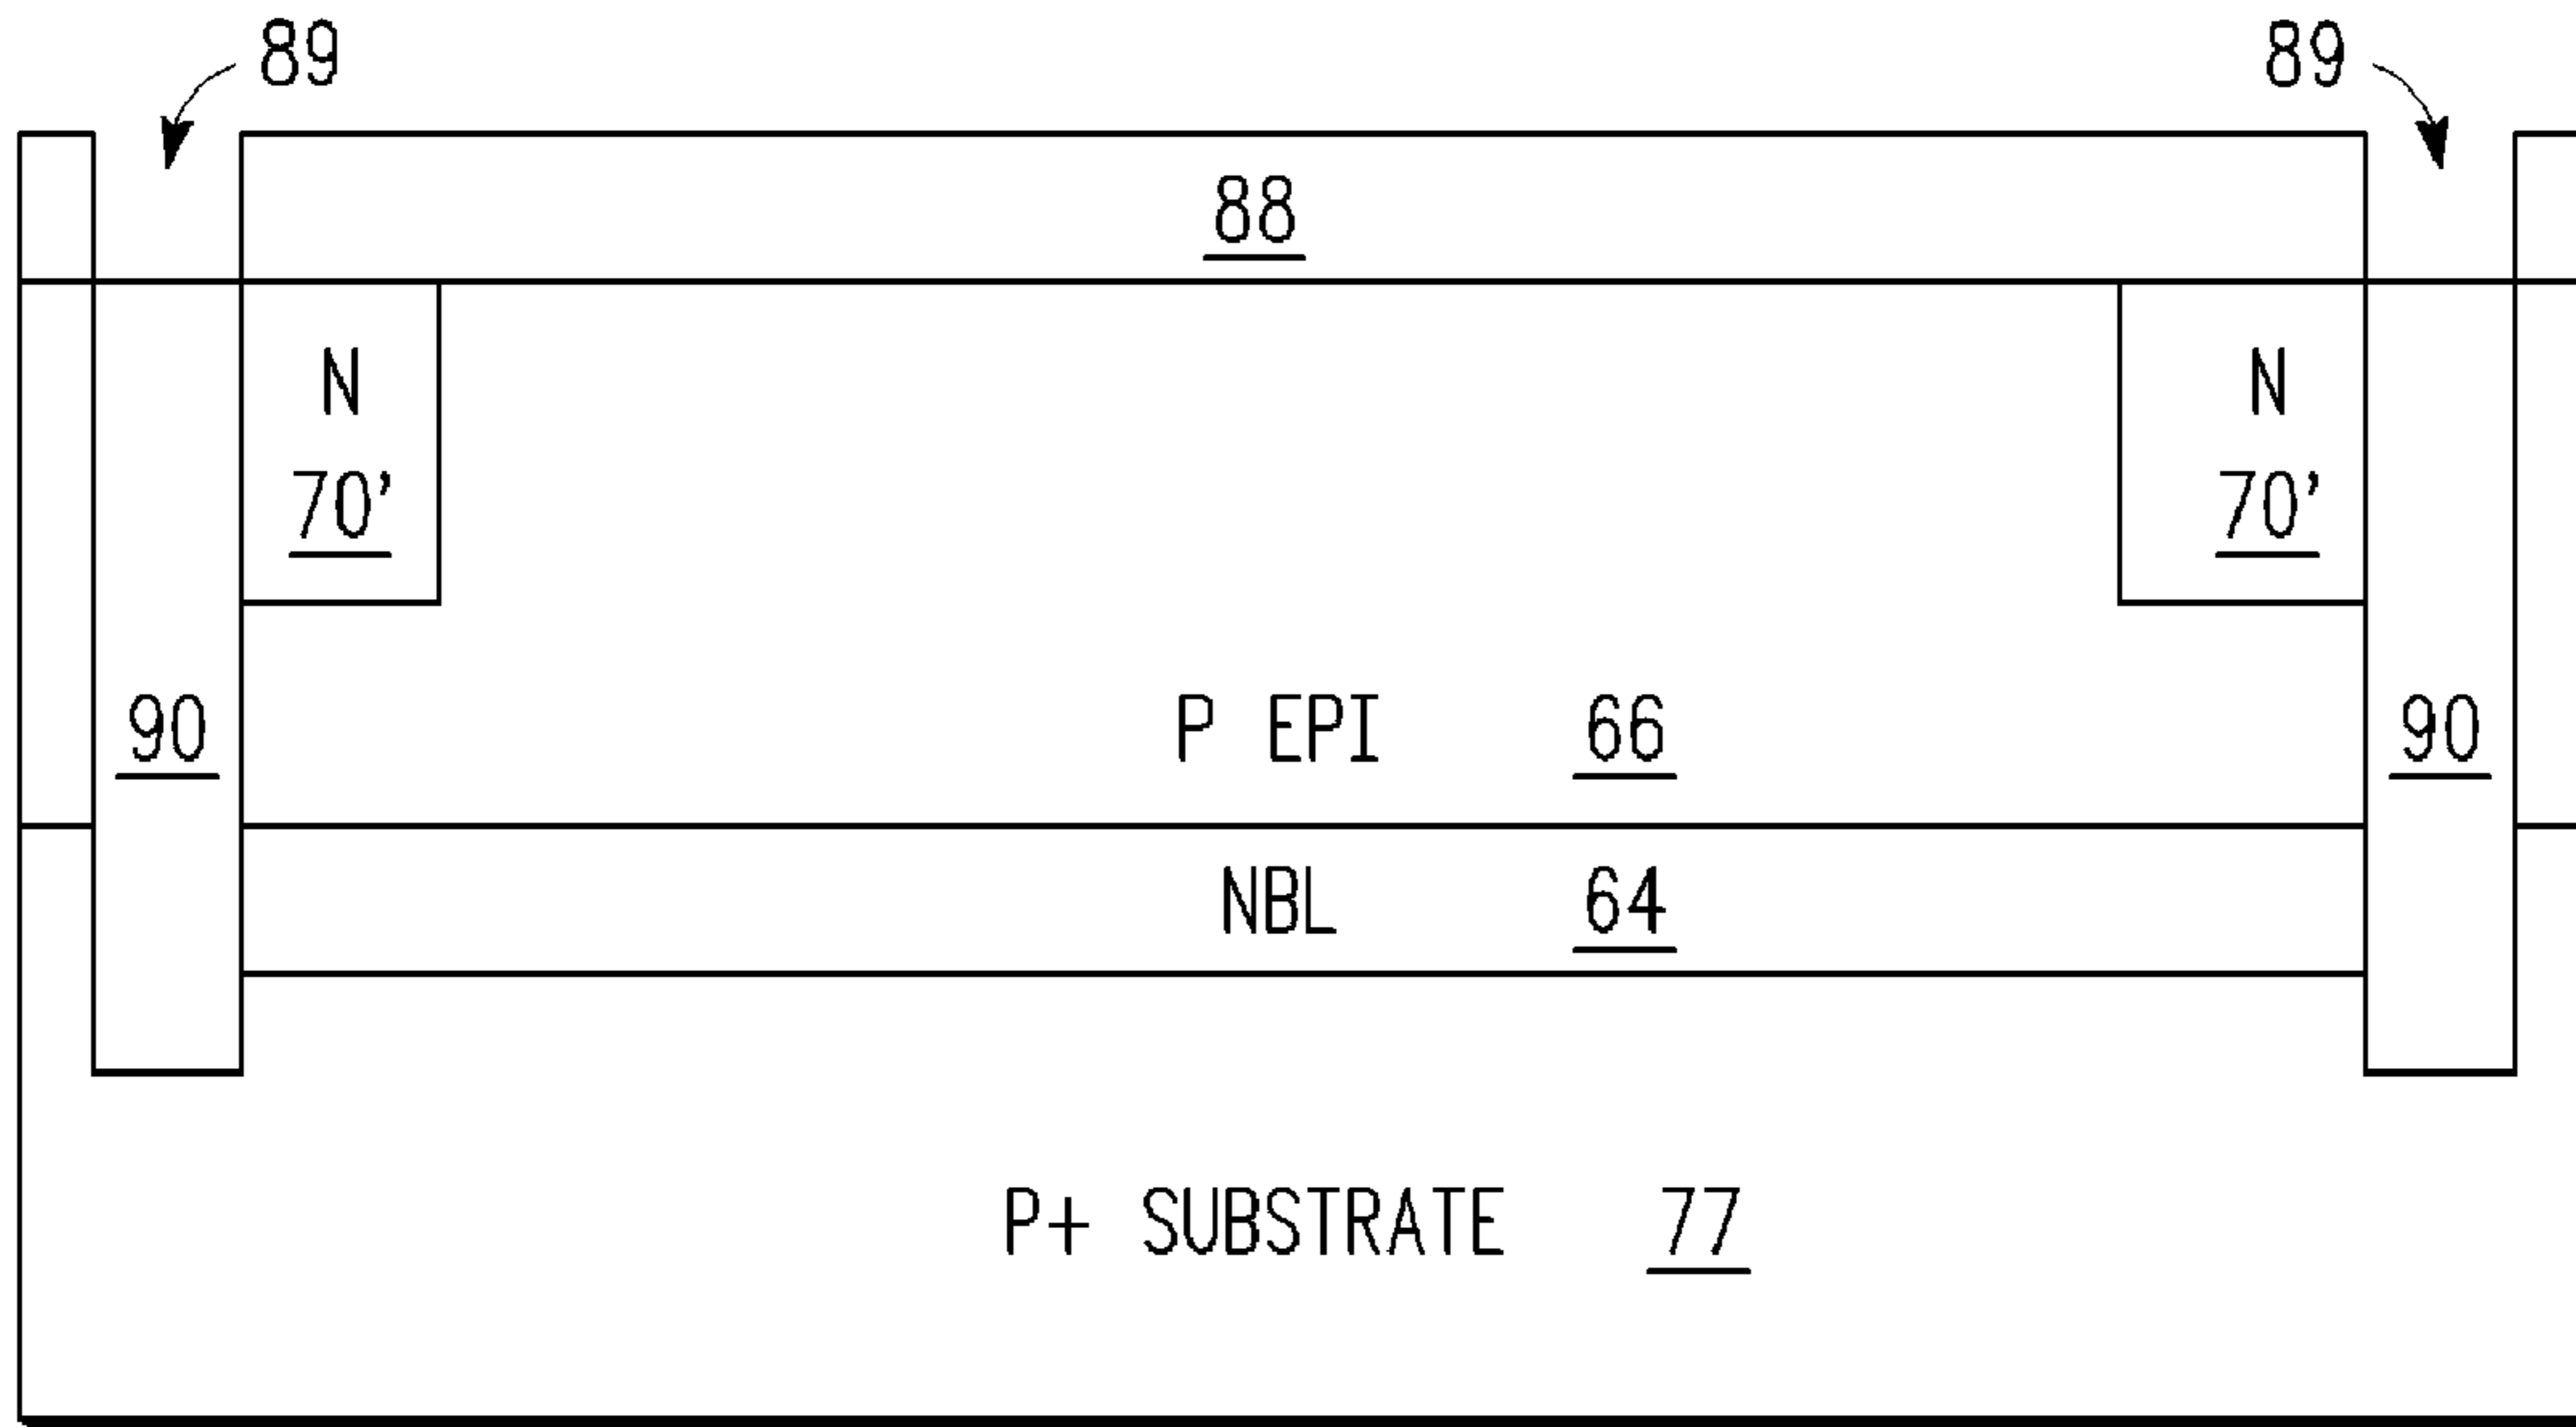 89 89
88
N N
70' 70'
90 P EPI 66 90
NBL 64
P+ SUBSTRATE 77